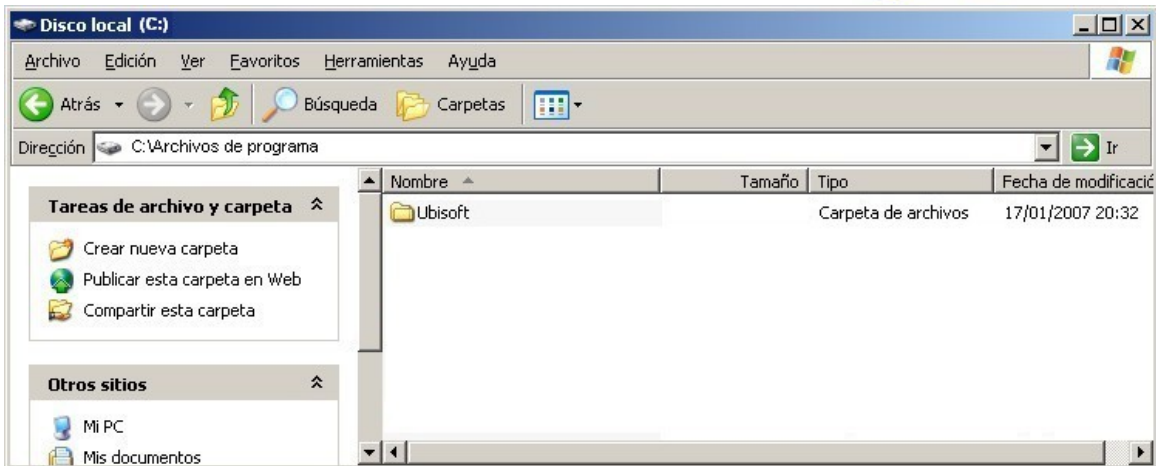 Disco local (C:)
Archivo Edición Ver Favoritos Herramientas Ayuda
Atrás Búsqueda Carpetas
Dirección C:\Archivos de programa Ir
Nombre Tamaño Tipo Fecha de modificació
Tareas de archivo y carpeta
Ubisoft Carpeta de archivos 17/01/2007 20:32
Crear nueva carpeta
Publicar esta carpeta en Web
Compartir esta carpeta
Otros sitios
Mi PC
Mis documentos